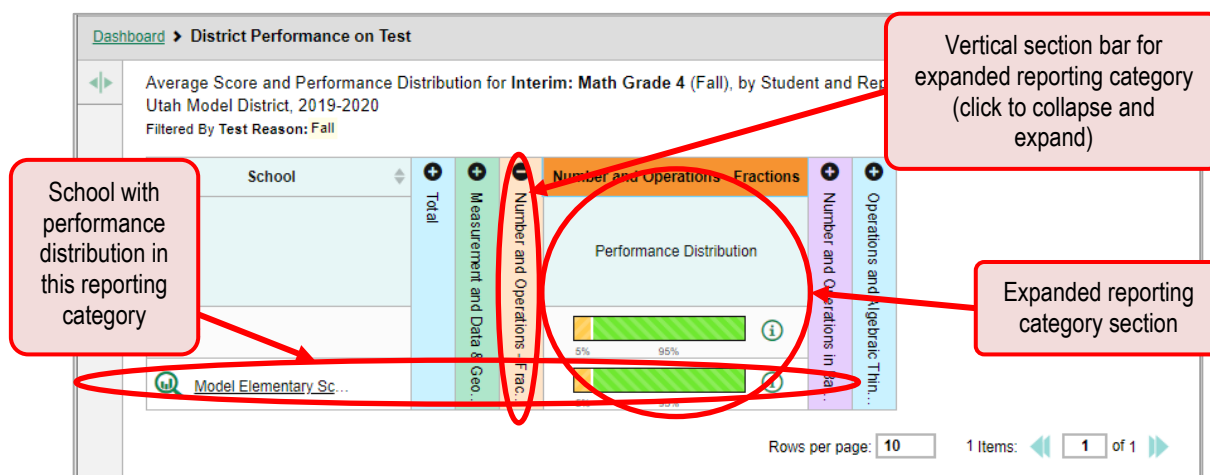 Dashboard > District Performance on Test
Average Score and Performance Distribution for Interim: Math Grade 4 (Fall), by Student and Rep
Utah Model District, 2019-2020
Filtered By Test Reason: Fall
School
Total
Measurement and Data & Geo...
Number and Operations - Frac...
Number and Operations - Fractions
Performance Distribution
Number and Operations in Ba...
Operations and Algebraic Thin...
5% 95%
Model Elementary Sc...
5% 95%
Rows per page: 10 1 Items: 1 of 1
Vertical section bar for
expanded reporting category
(click to collapse and
expand)
School with
performance
distribution in
this reporting
category
Expanded reporting
category section